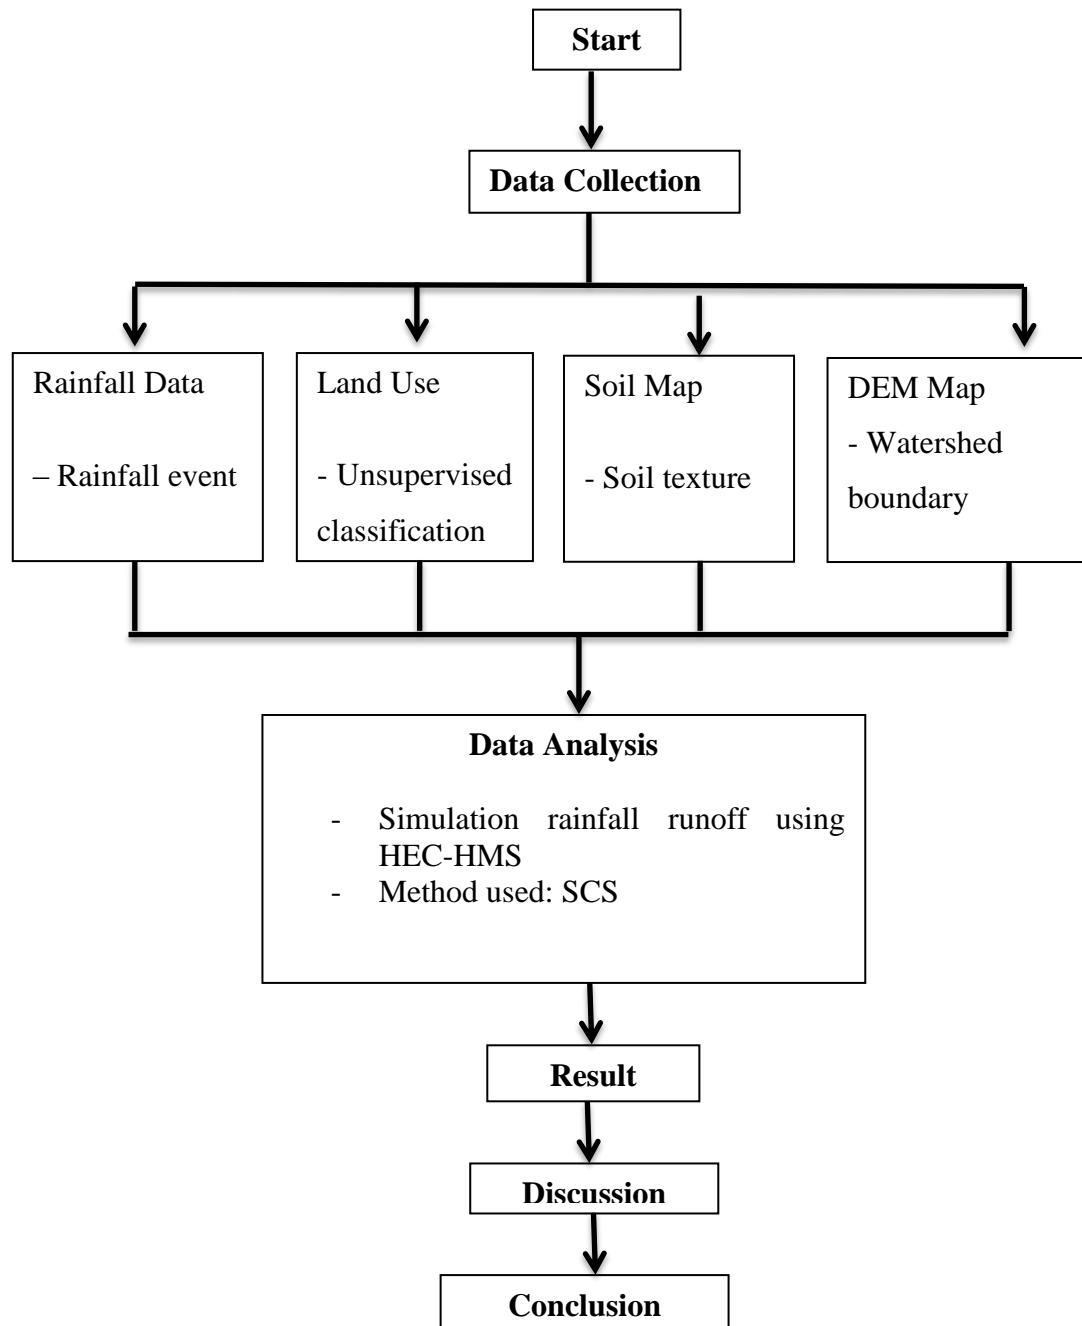 Start
Data Collection
Rainfall Data
– Rainfall event
Land Use
- Unsupervised
classification
Soil Map
- Soil texture
DEM Map
- Watershed
boundary
Data Analysis
- Simulation rainfall runoff using
HEC-HMS
- Method used: SCS
Result
Discussion
Conclusion